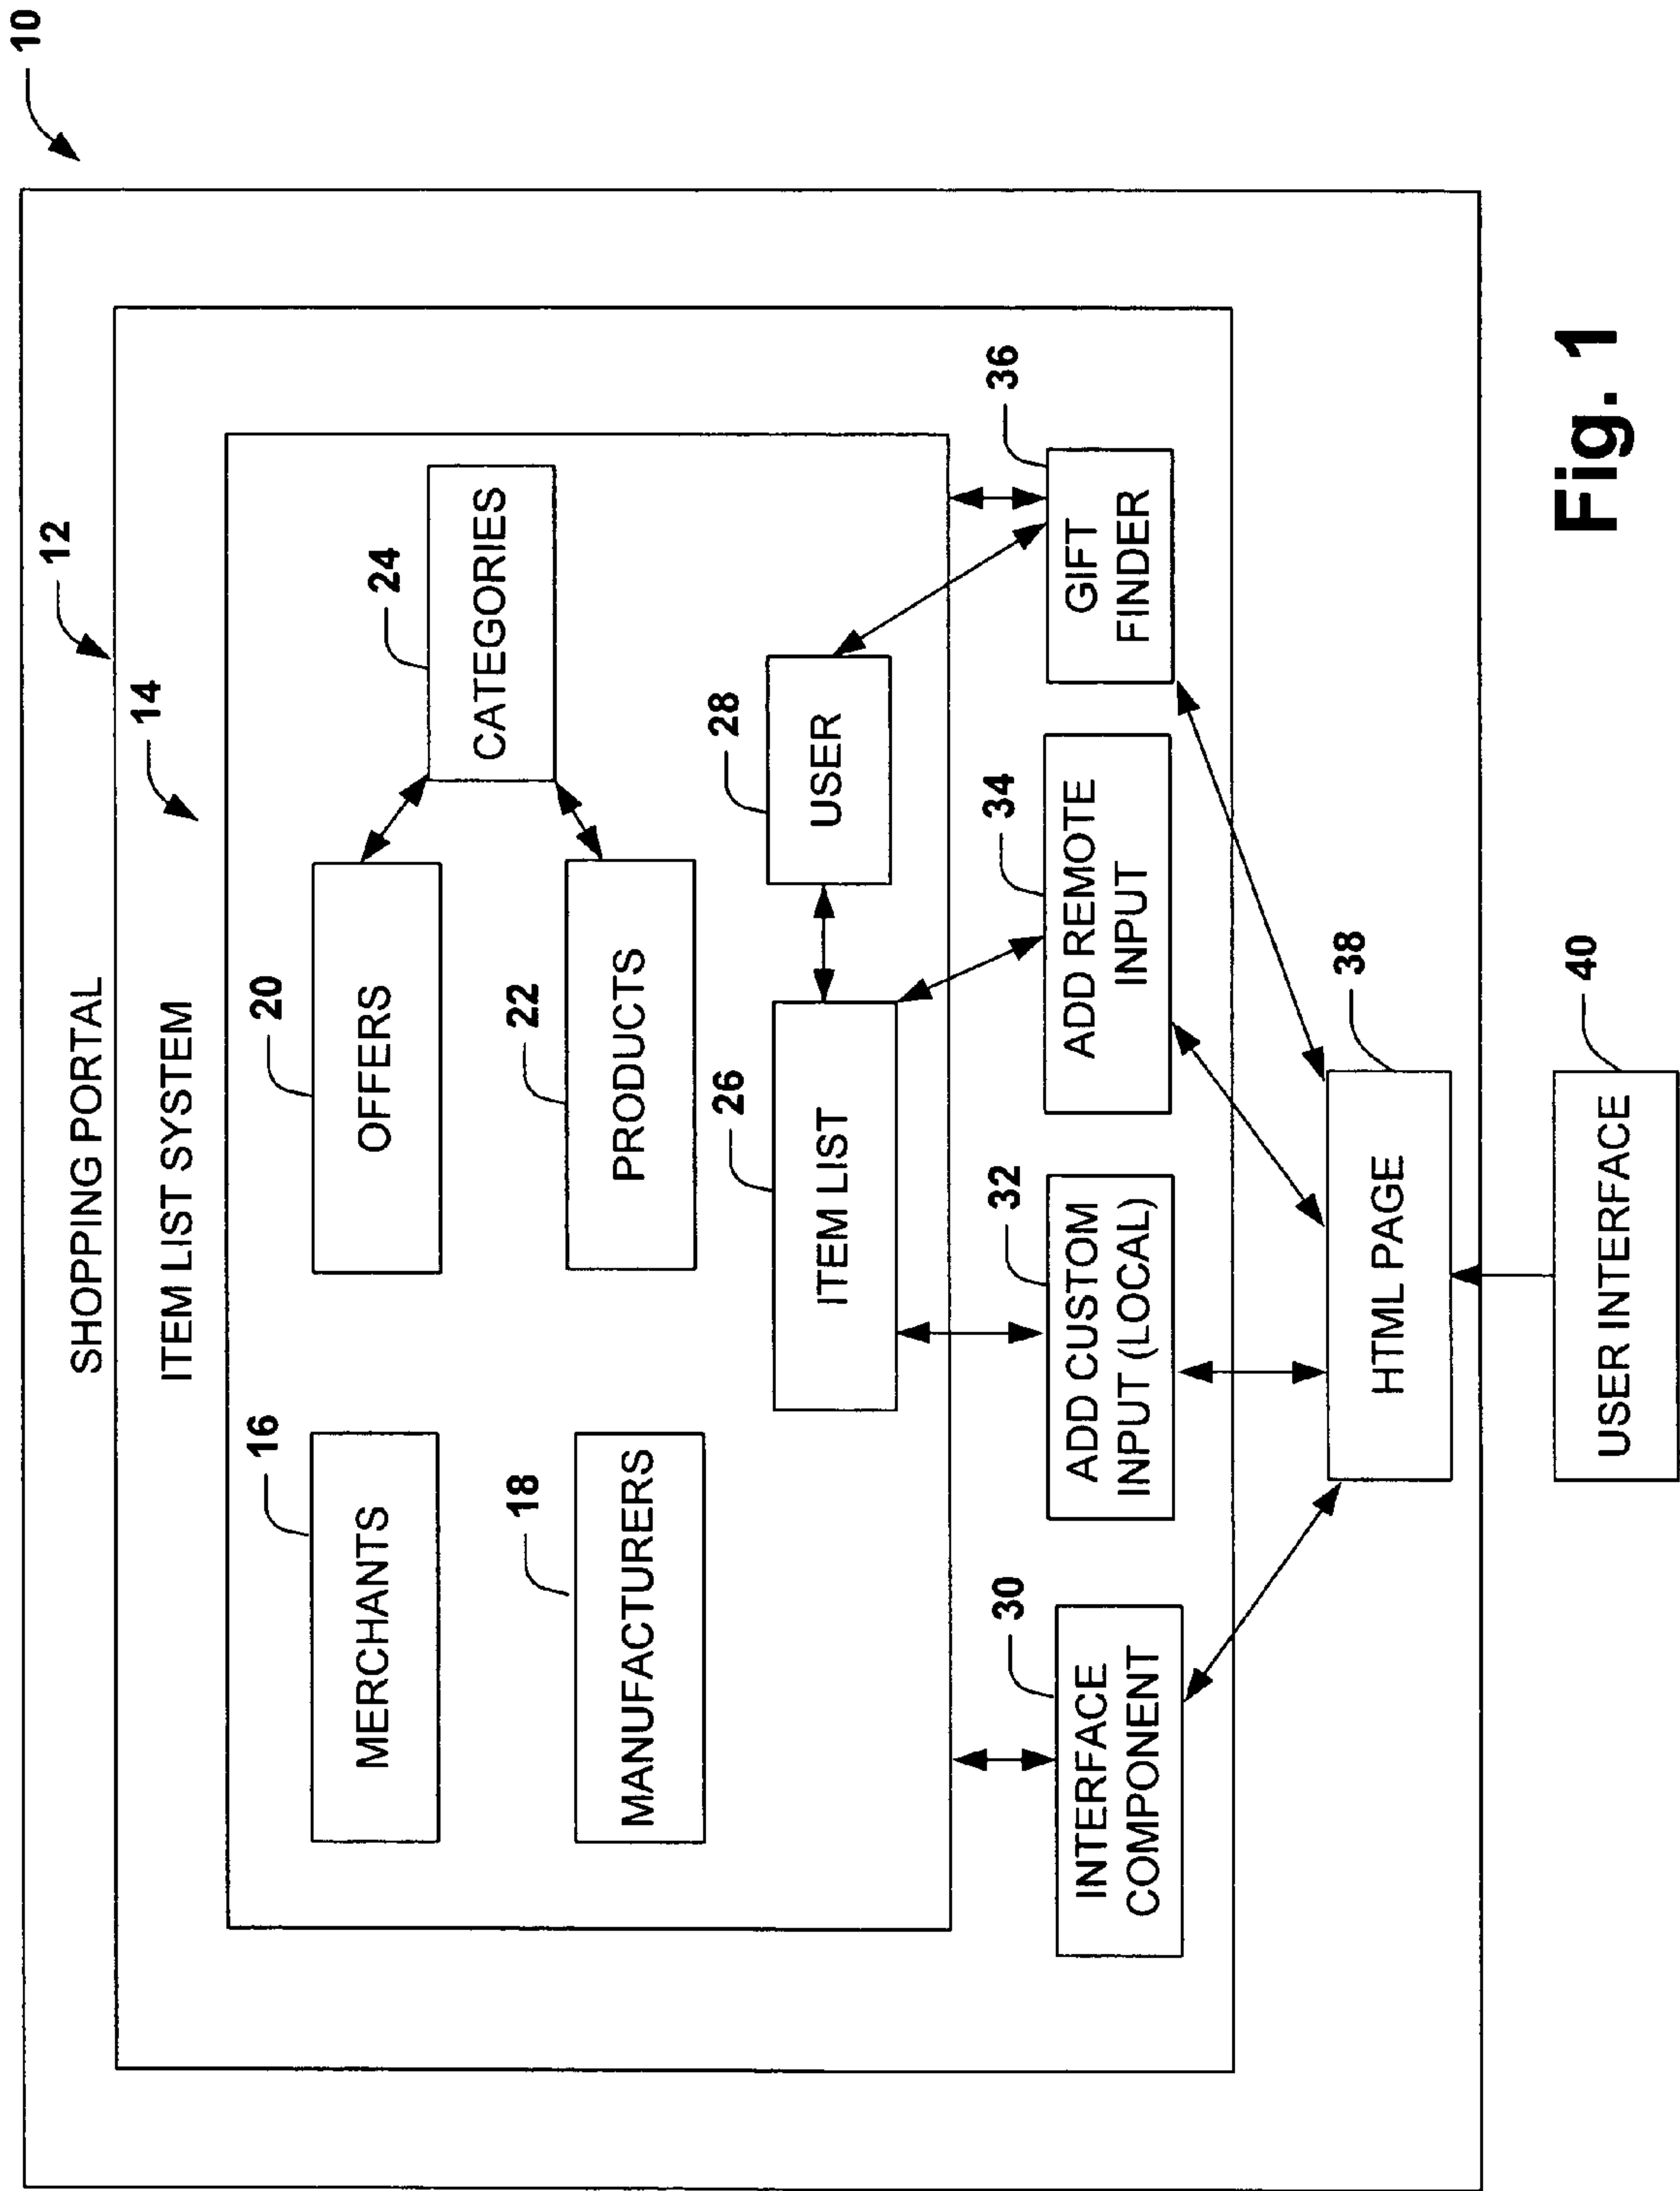 10
SHOPPING PORTAL
12
ITEM LIST SYSTEM
14
16
MERCHANTS
20
OFFERS
24
CATEGORIES
18
MANUFACTURERS
22
PRODUCTS
26
ITEM LIST
28
USER
30
INTERFACE
COMPONENT
32
ADD CUSTOM
INPUT (LOCAL)
34
ADD REMOTE
INPUT
36
GIFT
FINDER
38
HTML PAGE
40
USER INTERFACE
Fig. 1